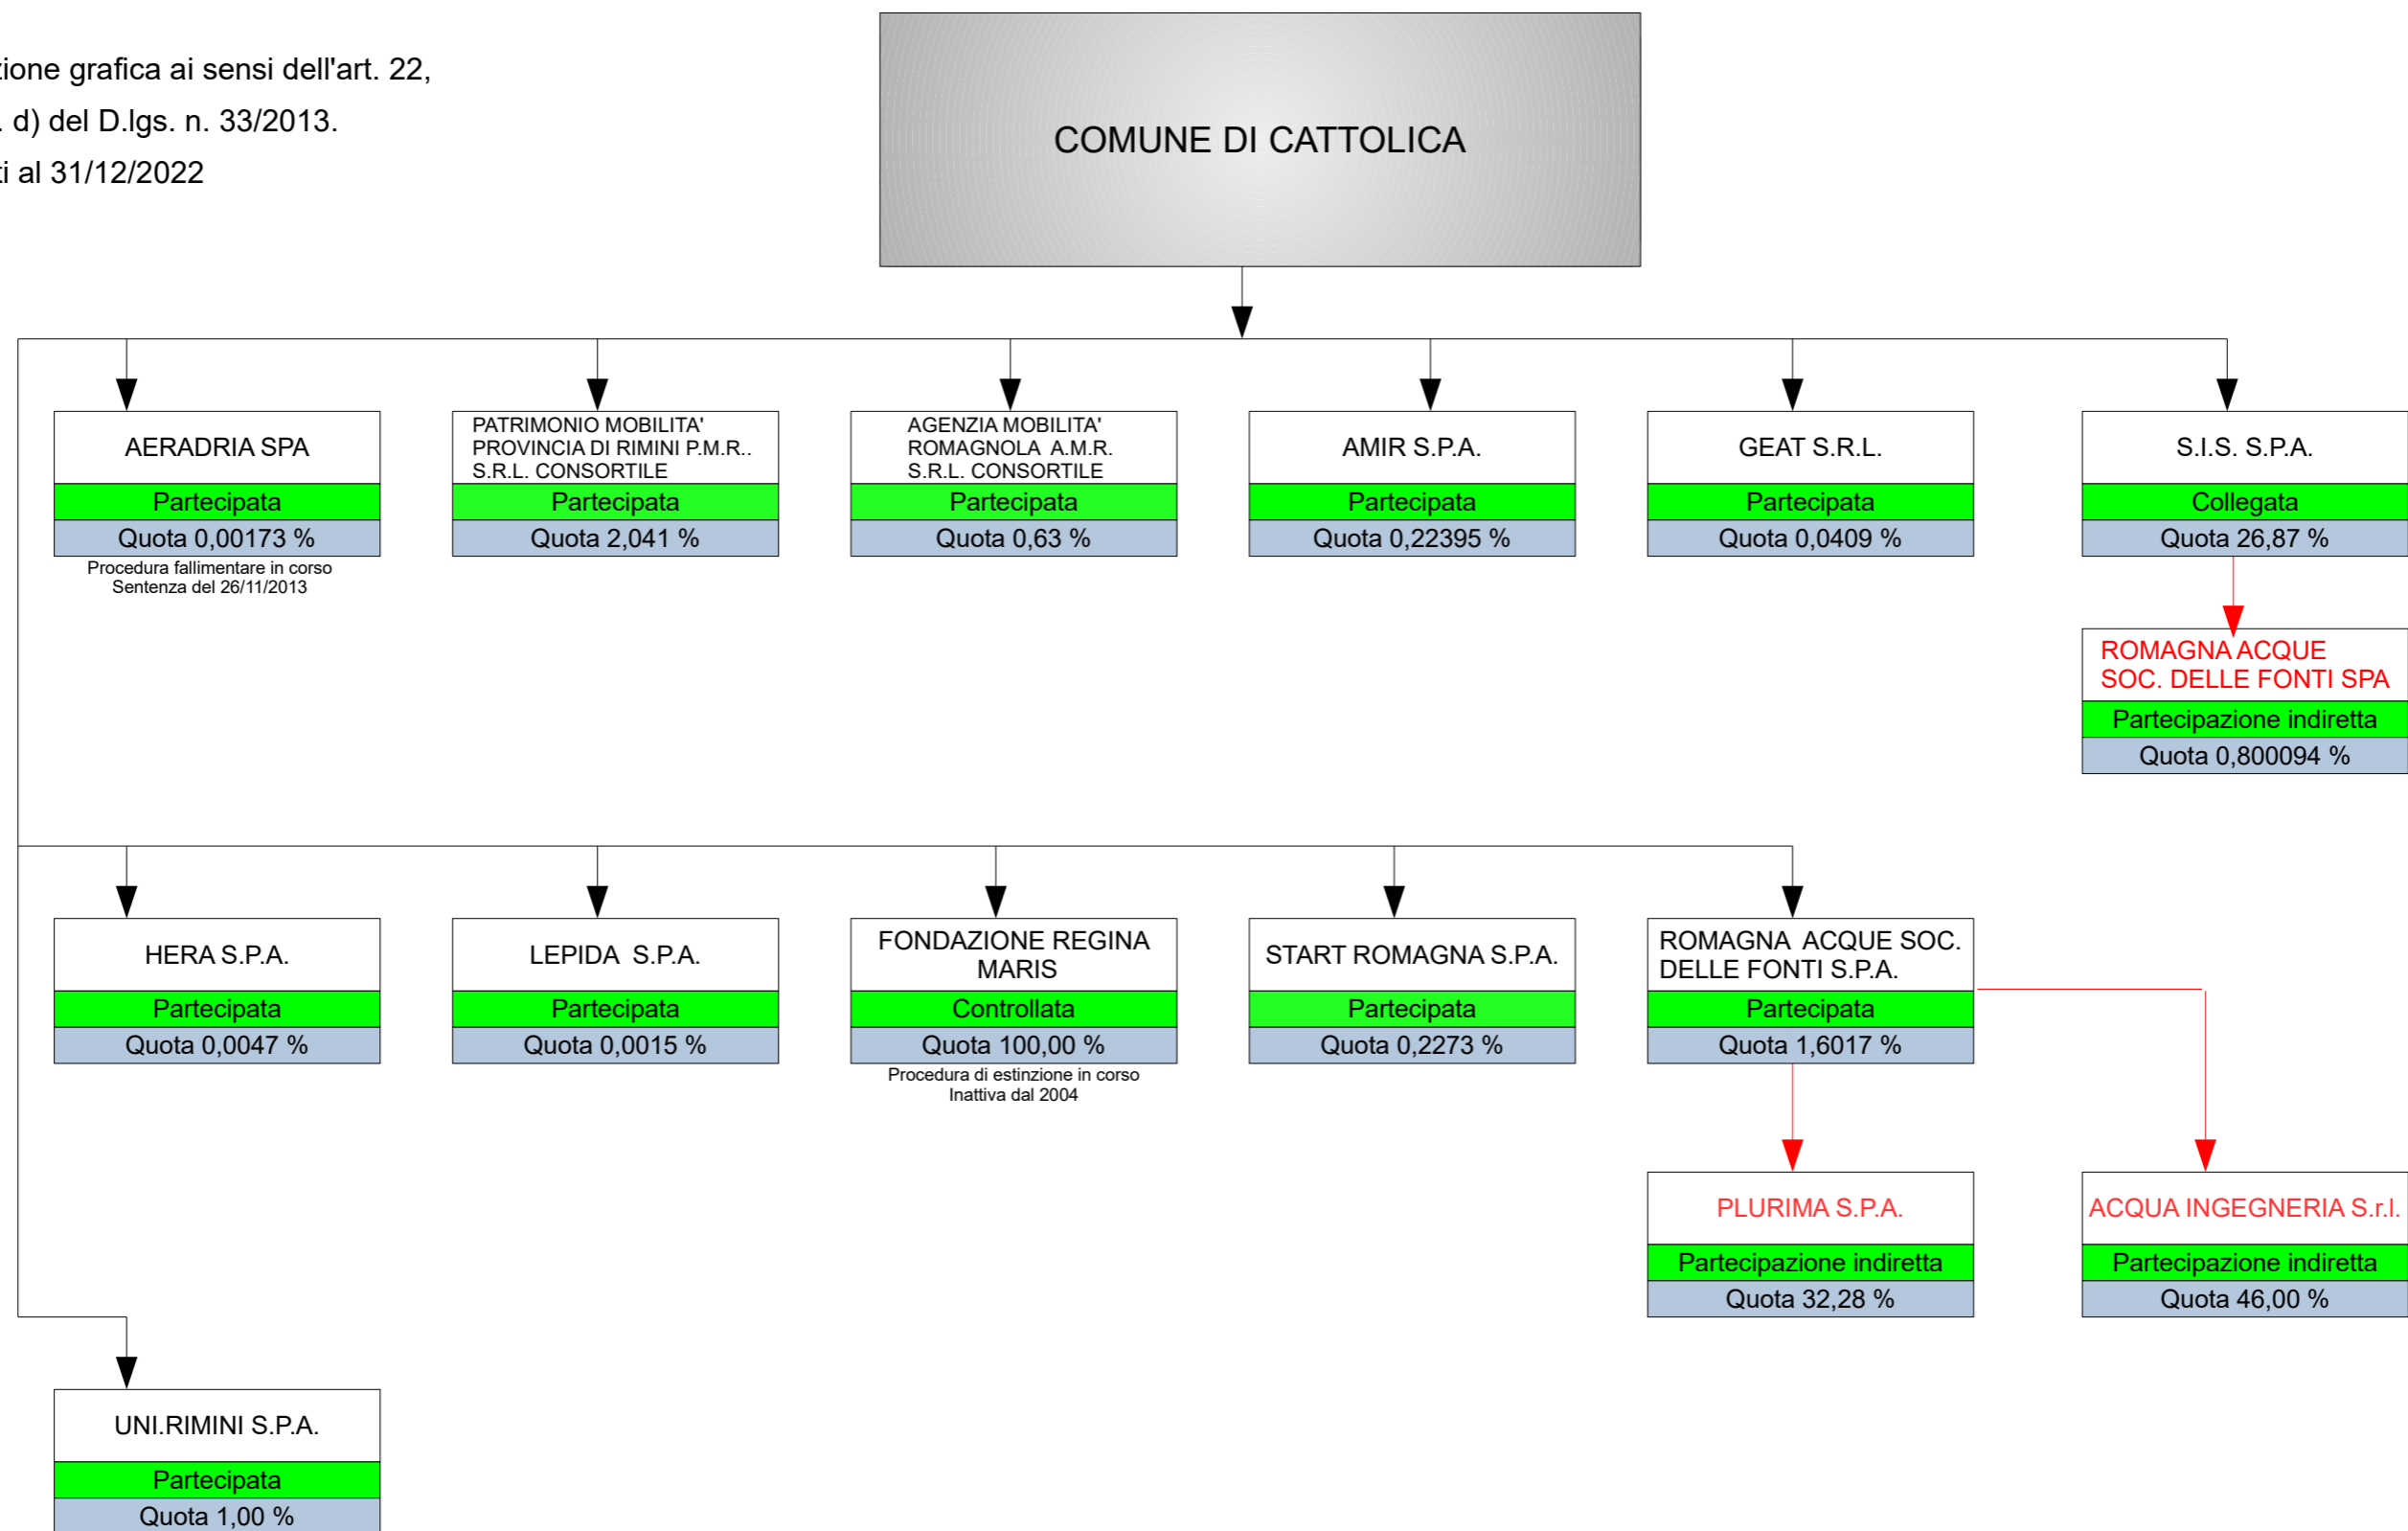 zione grafica ai sensi dell'art. 22,
. d) del D.lgs. n. 33/2013.
ti al 31/12/2022
COMUNE DI CATTOLICA
AERADRIA SPA
Partecipata
Quota 0,00173 %
Procedura fallimentare in corso
Sentenza del 26/11/2013
PATRIMONIO MOBILITA'
PROVINCIA DI RIMINI P.M.R..
S.R.L. CONSORTILE
Partecipata
Quota 2,041 %
AGENZIA MOBILITA'
ROMAGNOLA A.M.R.
S.R.L. CONSORTILE
Partecipata
Quota 0,63 %
AMIR S.P.A.
Partecipata
Quota 0,22395 %
GEAT S.R.L.
Partecipata
Quota 0,0409 %
S.I.S. S.P.A.
Collegata
Quota 26,87 %
ROMAGNA ACQUE
SOC. DELLE FONTI SPA
Partecipazione indiretta
Quota 0,800094 %
HERA S.P.A.
Partecipata
Quota 0,0047 %
LEPIDA S.P.A.
Partecipata
Quota 0,0015 %
FONDAZIONE REGINA
MARIS
Controllata
Quota 100,00 %
Procedura di estinzione in corso
Inattiva dal 2004
START ROMAGNA S.P.A.
Partecipata
Quota 0,2273 %
ROMAGNA ACQUE SOC.
DELLE FONTI S.P.A.
Partecipata
Quota 1,6017 %
PLURIMA S.P.A.
Partecipazione indiretta
Quota 32,28 %
ACQUA INGEGNERIA S.r.l.
Partecipazione indiretta
Quota 46,00 %
UNI.RIMINI S.P.A.
Partecipata
Quota 1,00 %